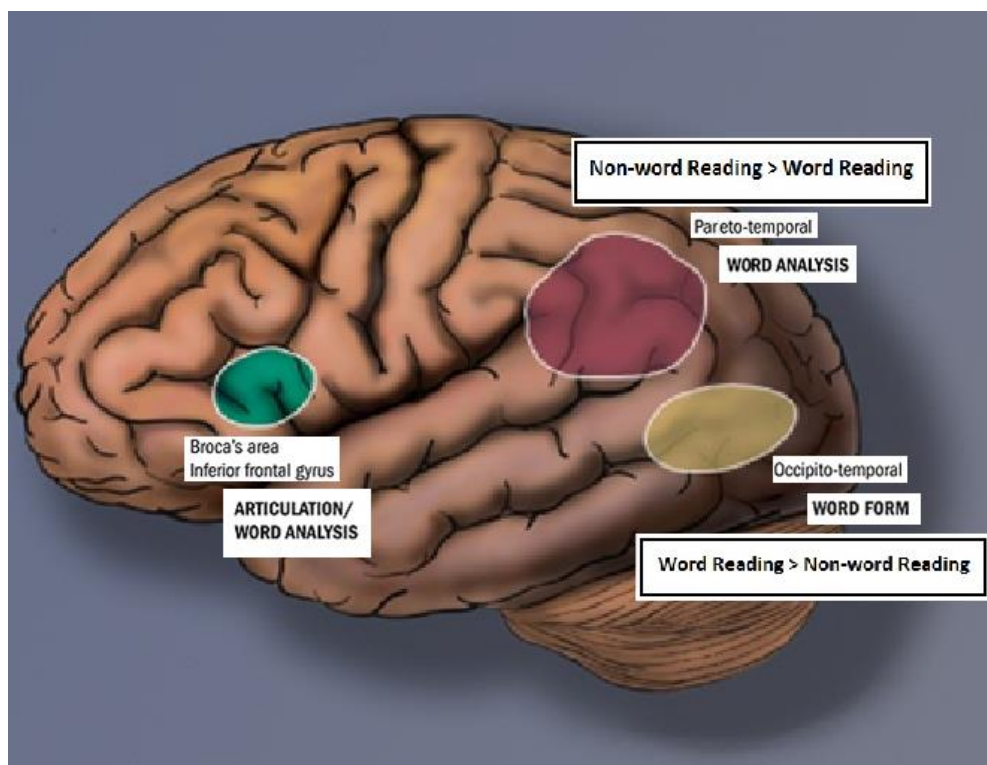 Non-word Reading > Word Reading
Pareto-temporal
WORD ANALYSIS
Broca's area
Inferior frontal gyrus
ARTICULATION/
WORD ANALYSIS
Occipito-temporal
WORD FORM
Word Reading > Non-word Reading